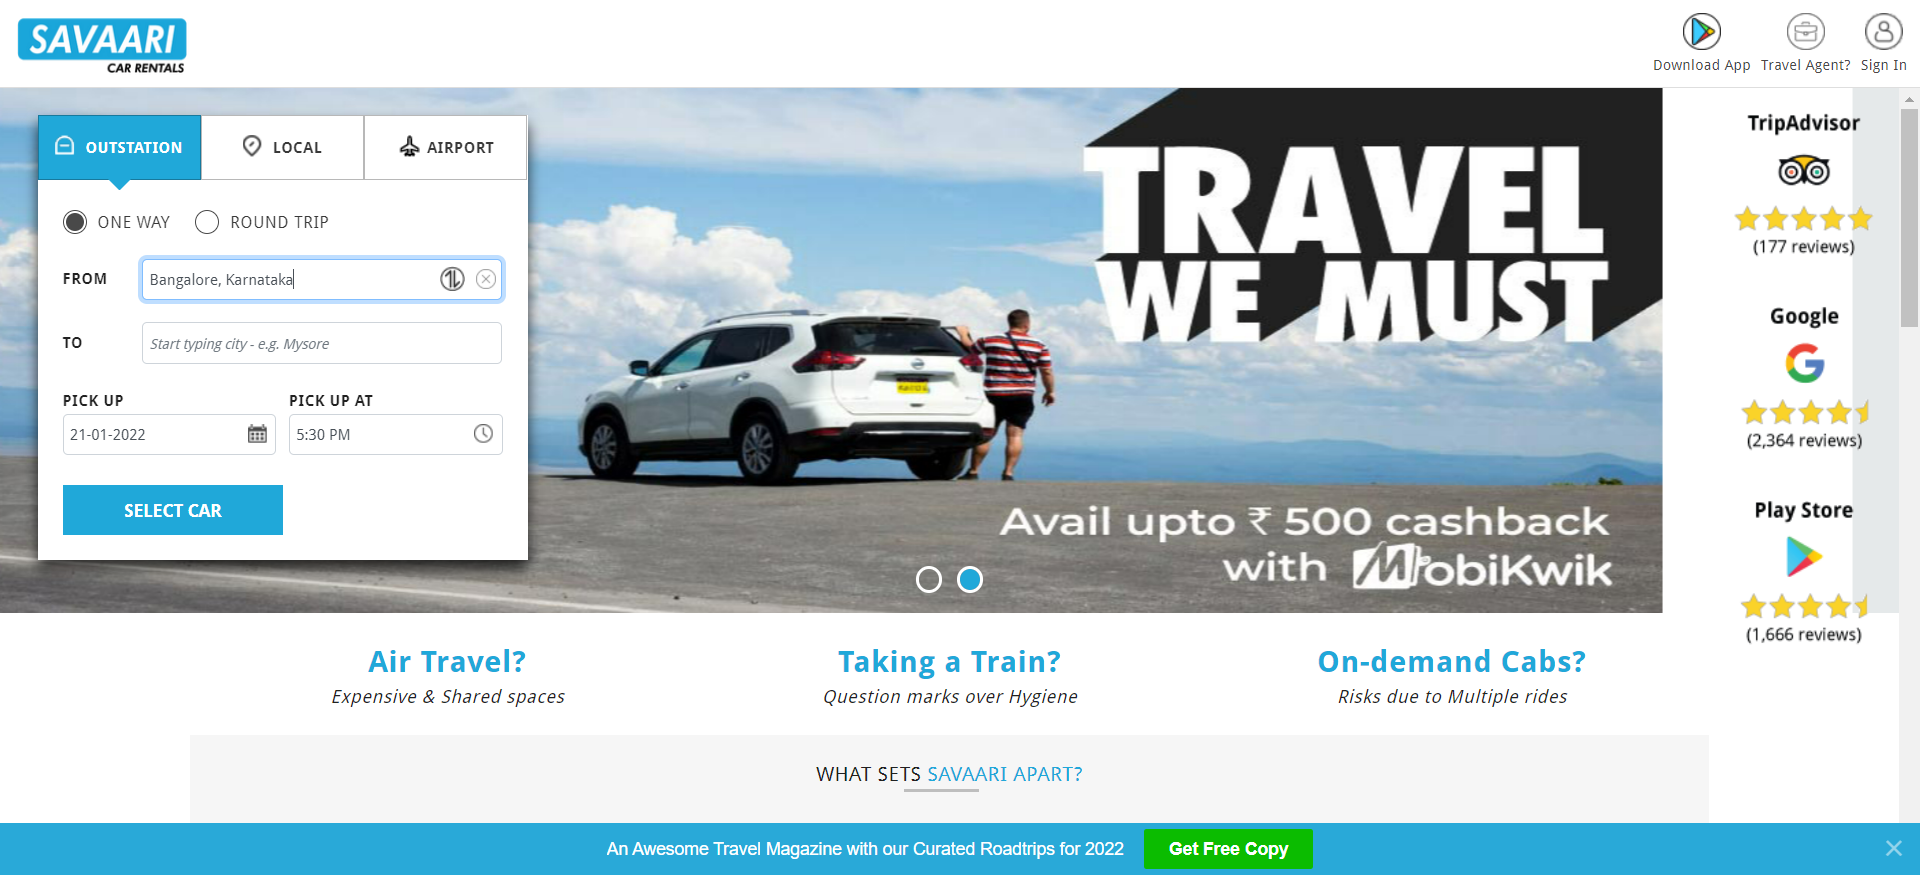 SAVAARI
CAR RENTALS
Download App
Travel Agent?
Sign In
OUTSTATION
LOCAL
AIRPORT
ONE WAY
ROUND TRIP
FROM
Bangalore, Karnataka
TO
Start typing city - e.g. Mysore
PICK UP
PICK UP AT
21-01-2022
5:30 PM
SELECT CAR
TRAVEL
WE MUST
Avail upto ₹ 500 cashback
with MobiKwik
TripAdvisor
(177 reviews)
Google
(2,364 reviews)
Play Store
(1,666 reviews)
Air Travel?
Expensive & Shared spaces
Taking a Train?
Question marks over Hygiene
On-demand Cabs?
Risks due to Multiple rides
WHAT SETS SAVAARI APART?
An Awesome Travel Magazine with our Curated Roadtrips for 2022
Get Free Copy